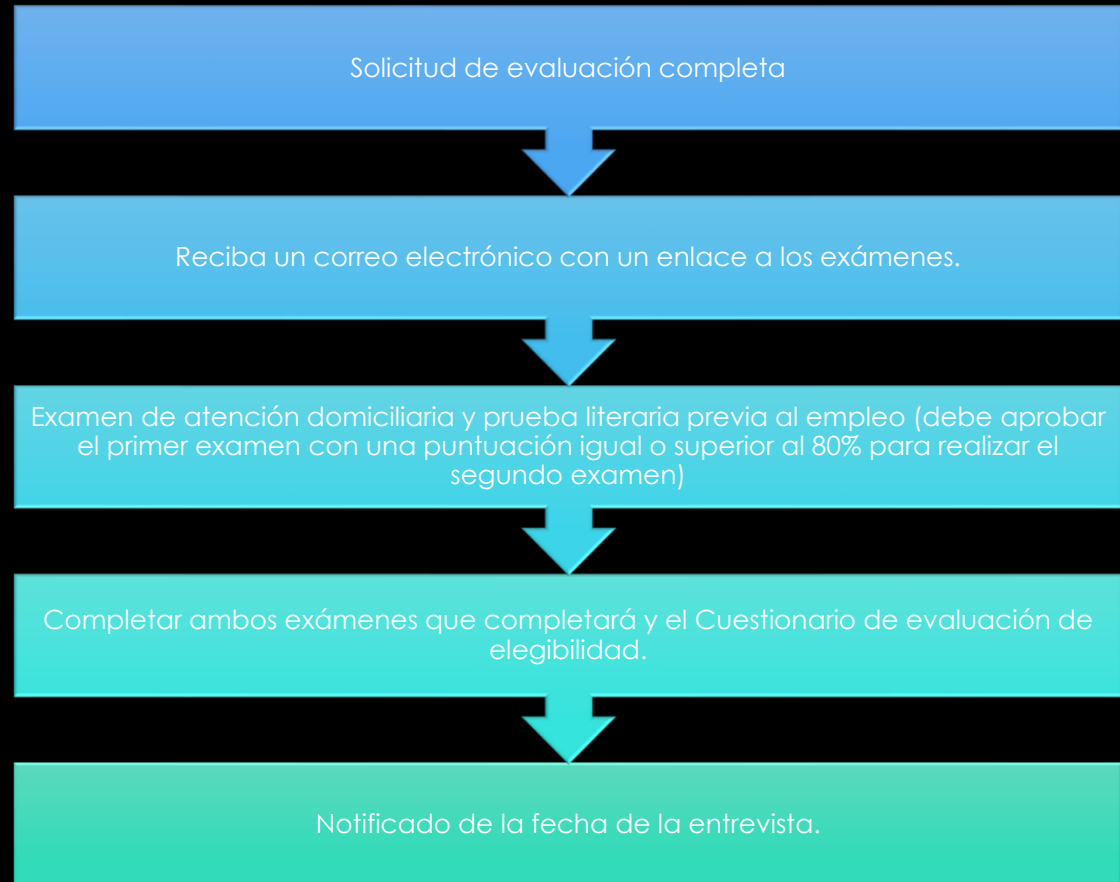 Solicitud de evaluación completa
Reciba un correo electrónico con un enlace a los exámenes.
Examen de atención domiciliaria y prueba literaria previa al empleo (debe aprobar
el primer examen con una puntuación igual o superior al 80% para realizar el
segundo examen)
Completar ambos exámenes que completará y el Cuestionario de evaluación de
elegibilidad.
Notificado de la fecha de la entrevista.